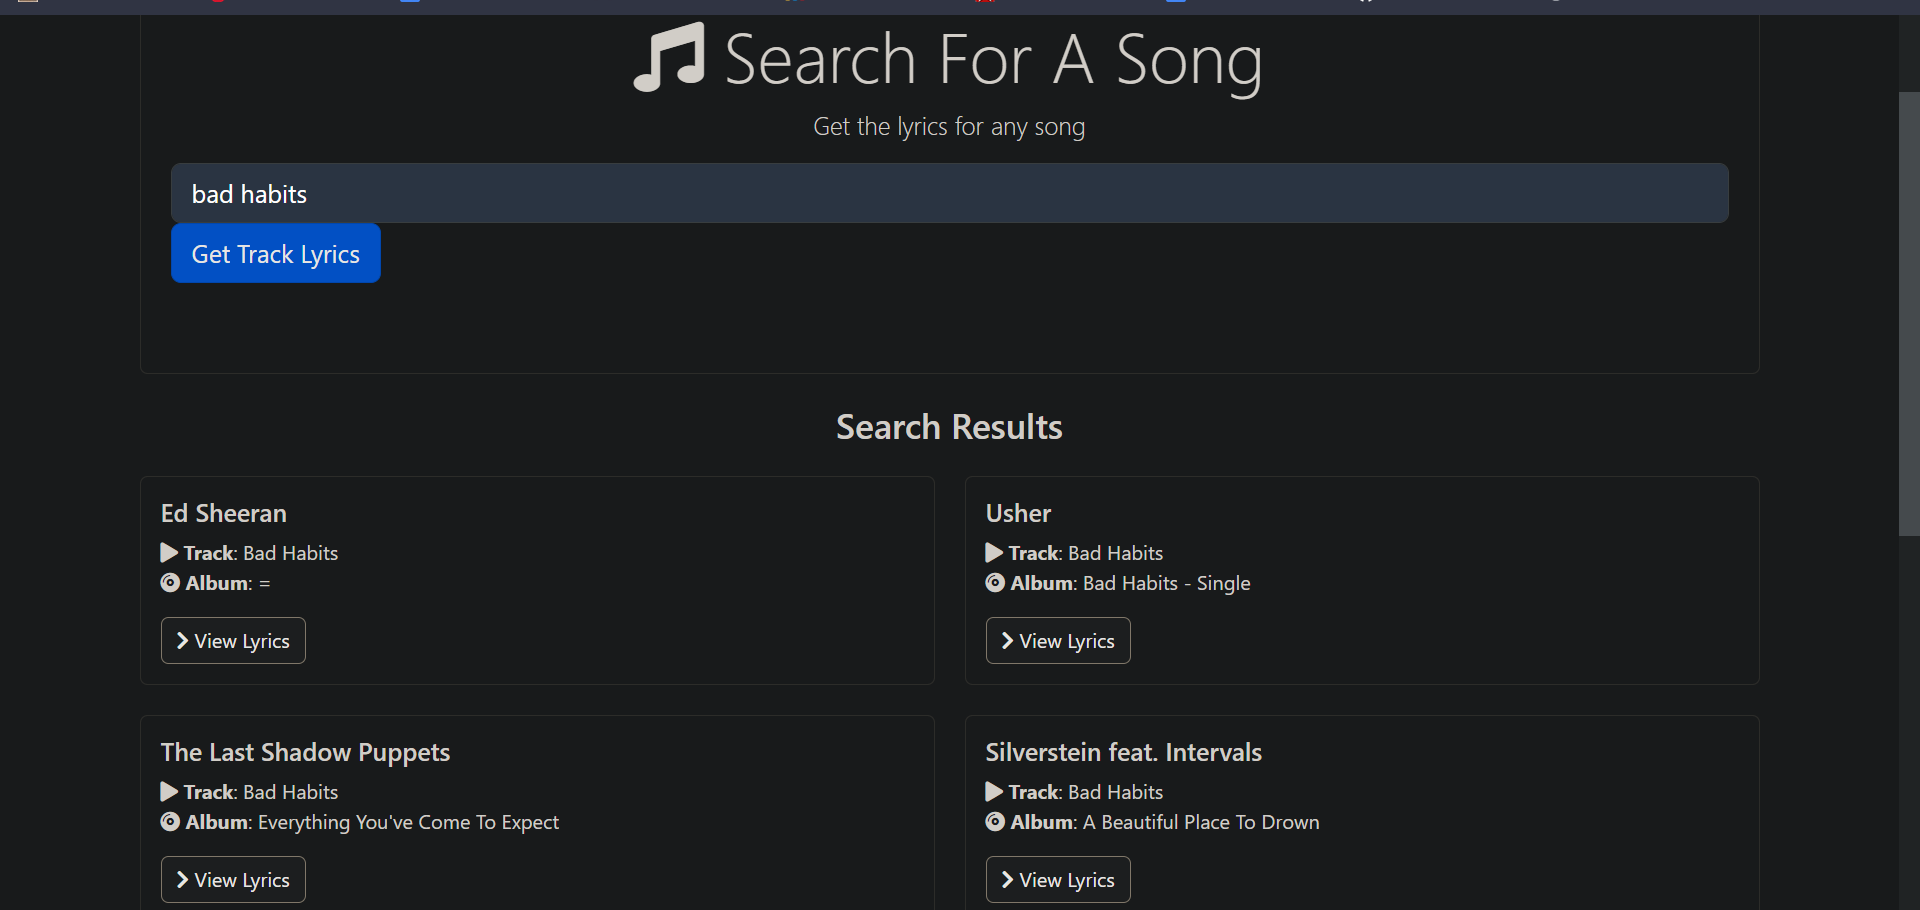 Search For A Song
Get the lyrics for any song
bad habits
Get Track Lyrics
Search Results
Ed Sheeran
Track: Bad Habits
Album: =
View Lyrics
Usher
Track: Bad Habits
Album: Bad Habits - Single
View Lyrics
The Last Shadow Puppets
Track: Bad Habits
Album: Everything You've Come To Expect
View Lyrics
Silverstein feat. Intervals
Track: Bad Habits
Album: A Beautiful Place To Drown
View Lyrics